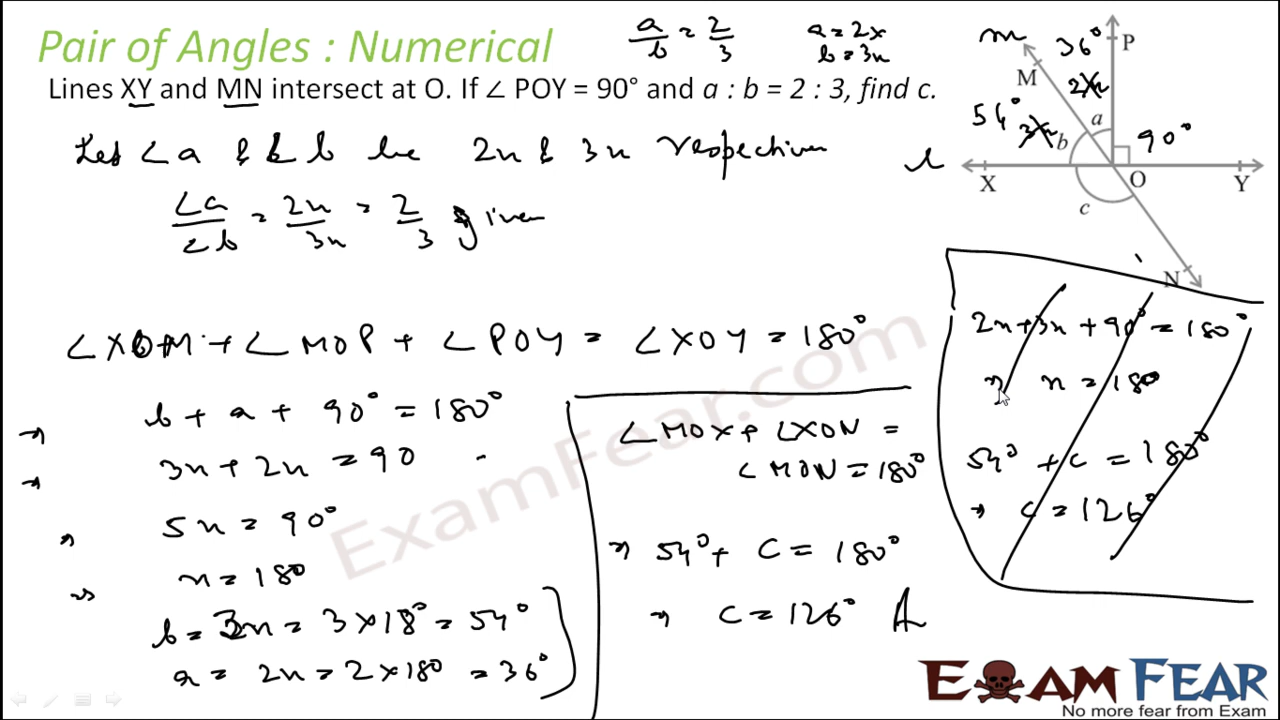 Pair of Angles : Numerical
a/b = 2/3
a = 2x
b = 3x
Lines XY and MN intersect at O. If ∠ POY = 90° and a : b = 2 : 3, find c.
Let ∠a & ∠b be 2x & 3x respectively
∠a/∠b = 2x/3x = 2/3 given
∠XOM + ∠MOP + ∠POY = ∠XOY = 180°
⇒ b + a + 90° = 180°
⇒ 3x + 2x = 90
⇒ 5x = 90°
⇒ x = 18°
b = 3x = 3 × 18° = 54°
a = 2x = 2 × 18° = 36°
∠MOX + ∠XON =
∠MON = 180°
⇒ 54° + c = 180°
⇒ c = 126° A
m
36°
P
M
2x
54°
3x
a
b
90°
l
X
O
Y
c
N
2x + 3x + 90° = 180°
⇒ x = 18°
54° + c = 180°
⇒ c = 126°
ExamFear.com
EXAM FEAR
No more fear from Exam